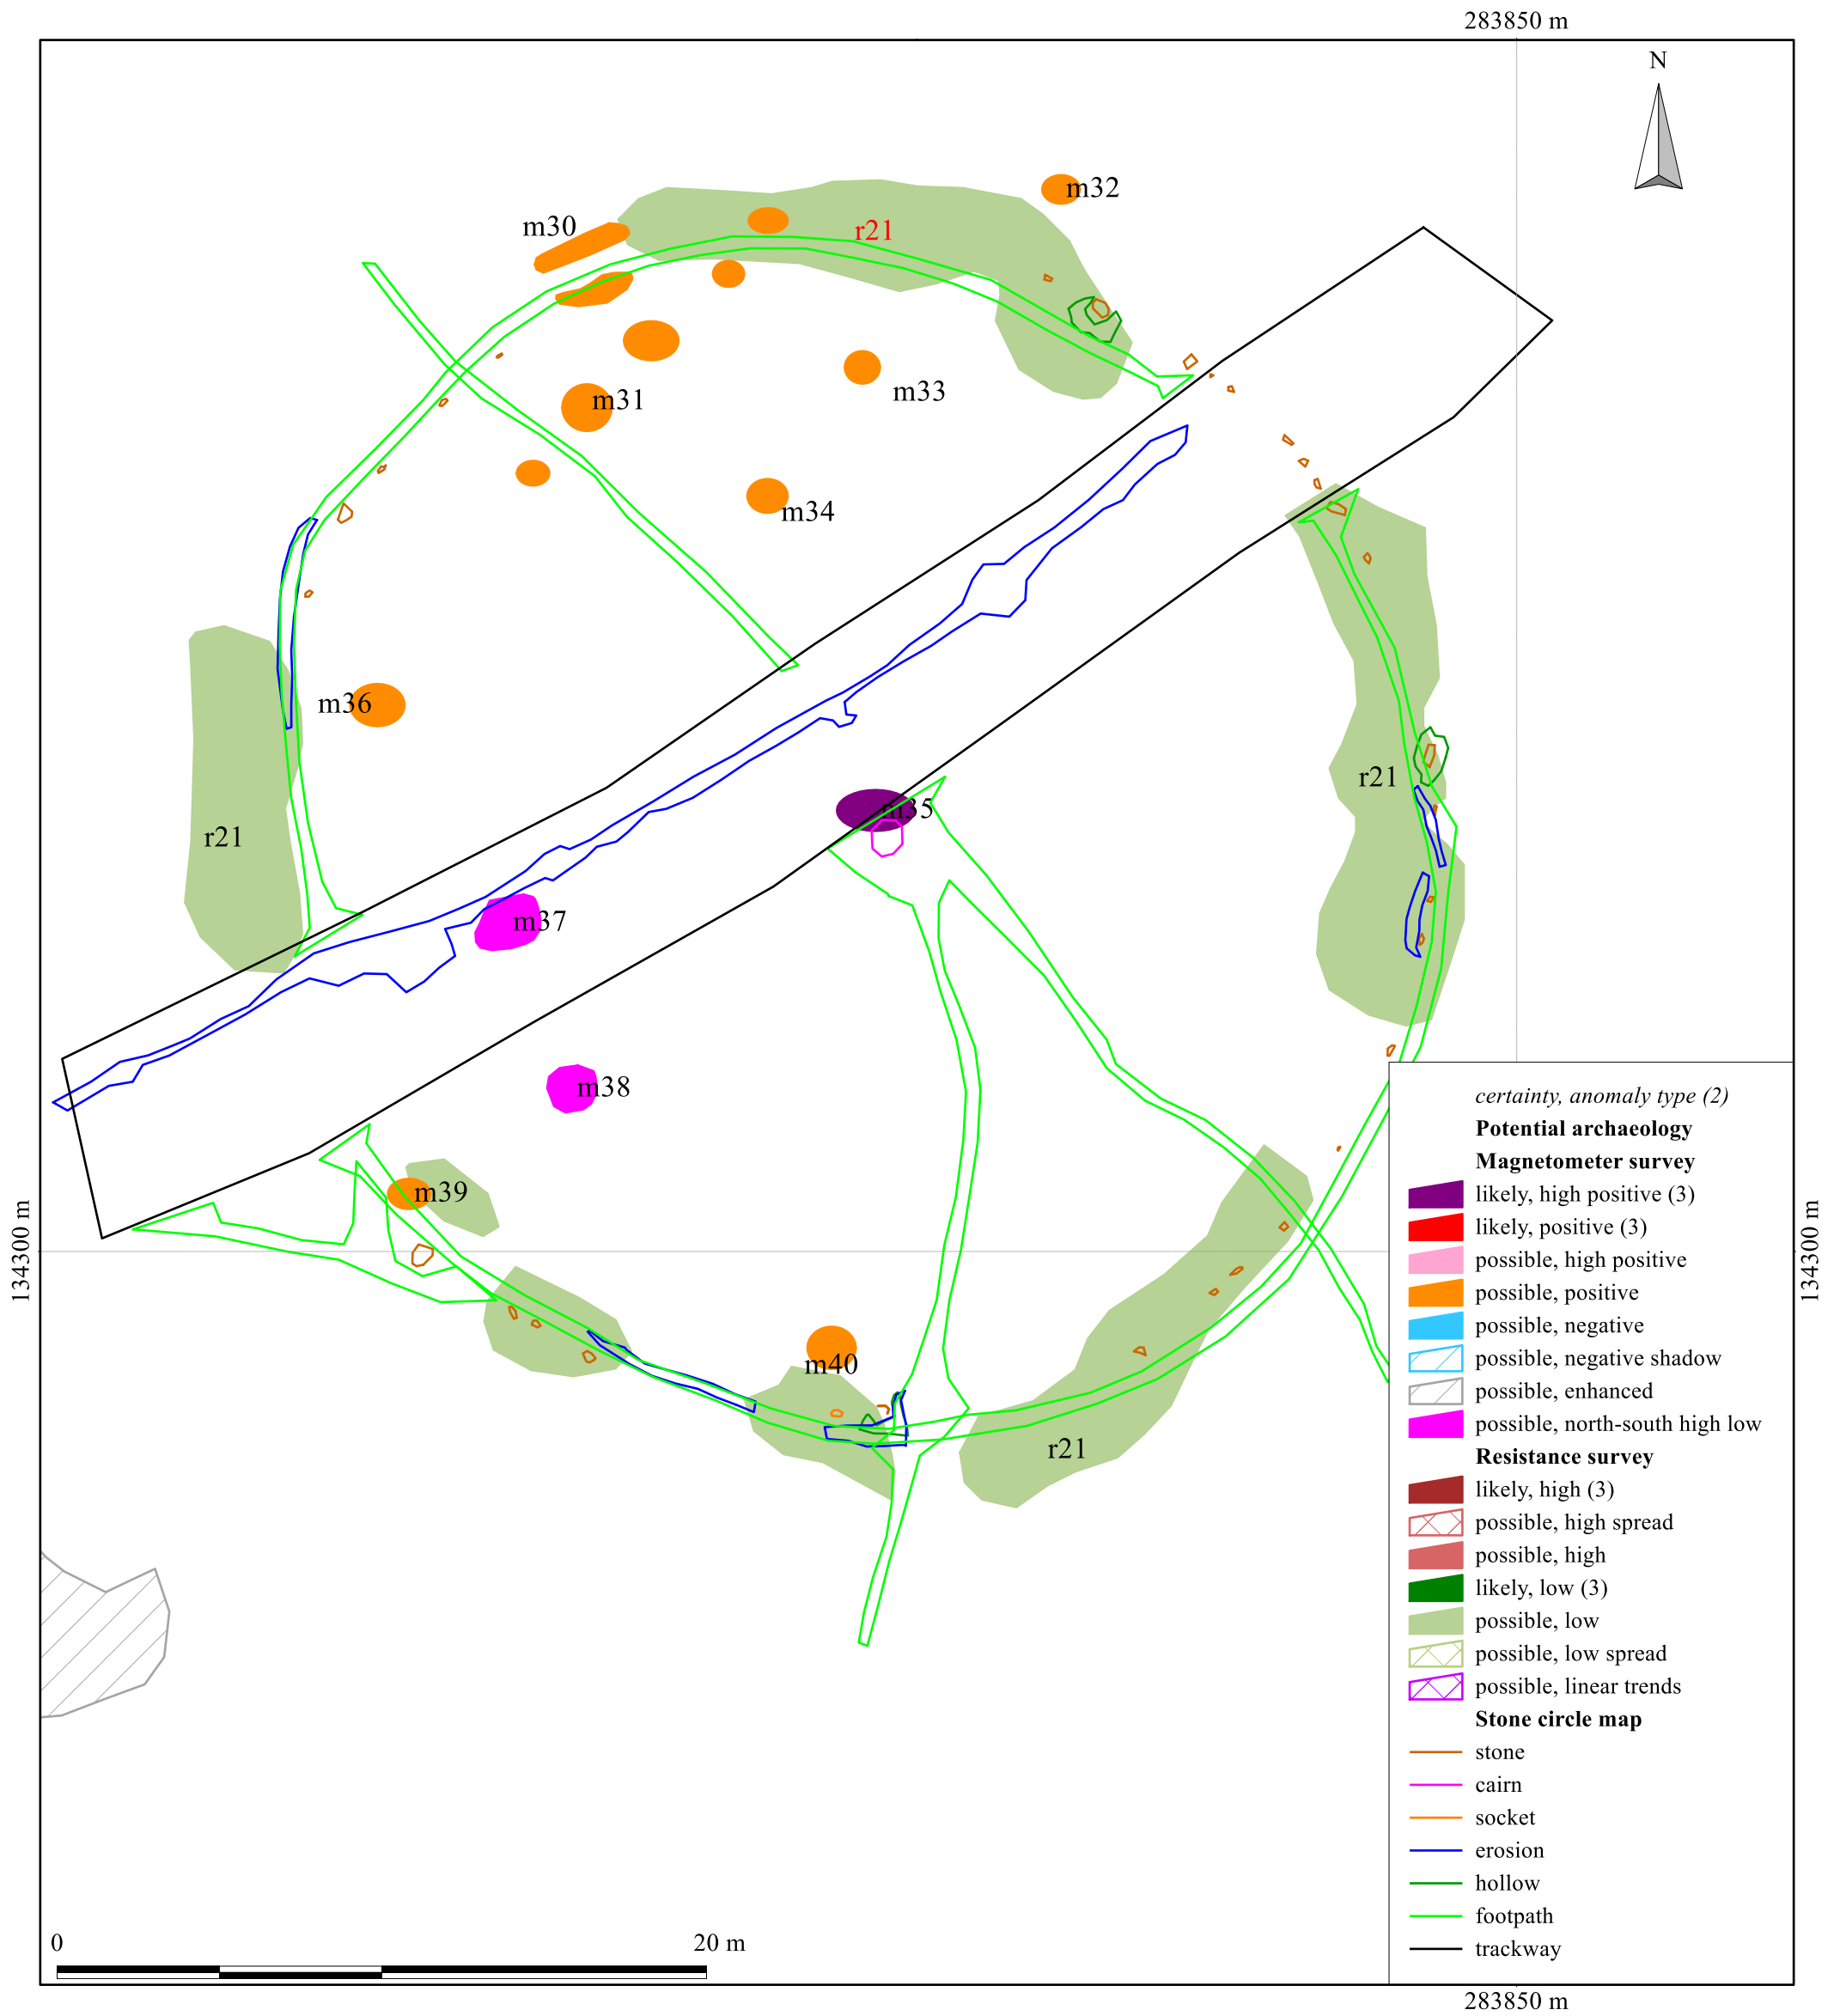 283850 m
N
m32
m30
r21
m31
m33
m34
m36
r21
m35
r21
m37
m38
m39
m40
r21
134300 m
134300 m
certainty, anomaly type (2)
Potential archaeology
Magnetometer survey
likely, high positive (3)
likely, positive (3)
possible, high positive
possible, positive
possible, negative
possible, negative shadow
possible, enhanced
possible, north-south high low
Resistance survey
likely, high (3)
possible, high spread
possible, high
likely, low (3)
possible, low
possible, low spread
possible, linear trends
Stone circle map
stone
cairn
socket
erosion
hollow
footpath
trackway
0
20 m
283850 m